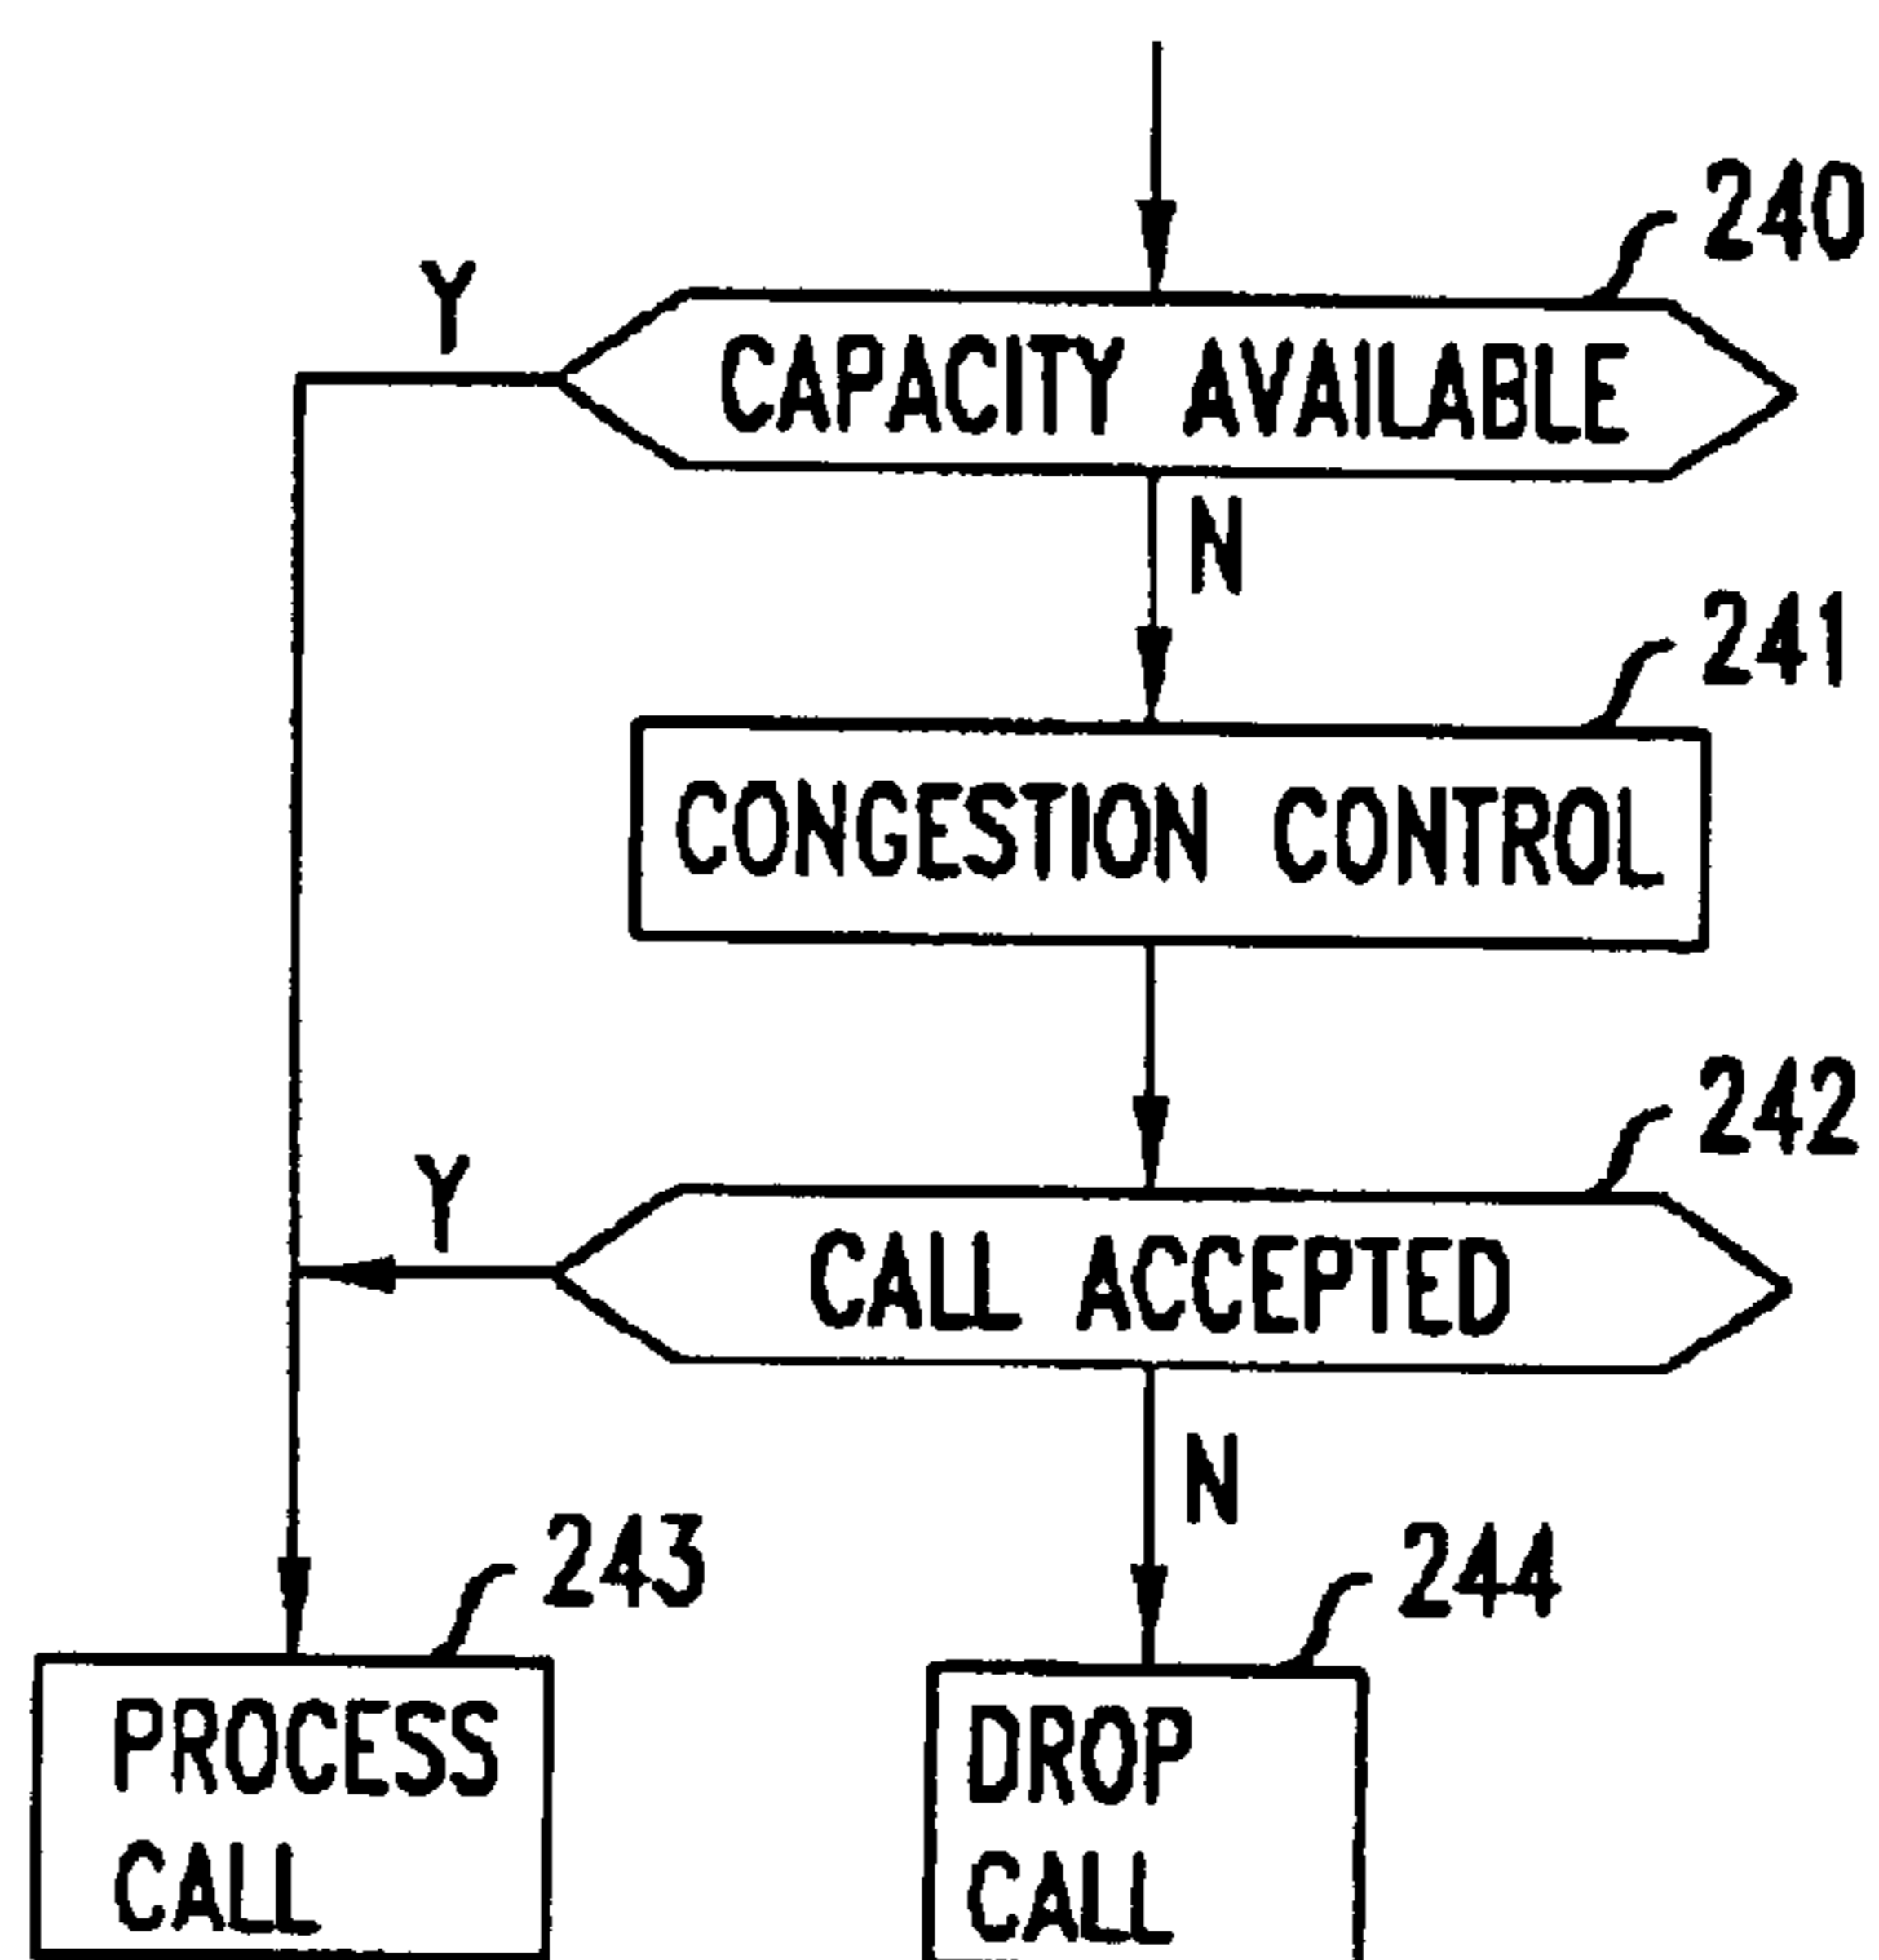 240
Y
CAPACITY AVAILABLE
N
241
CONGESTION CONTROL
242
Y
CALL ACCEPTED
N
243
244
PROCESS
CALL
DROP
CALL